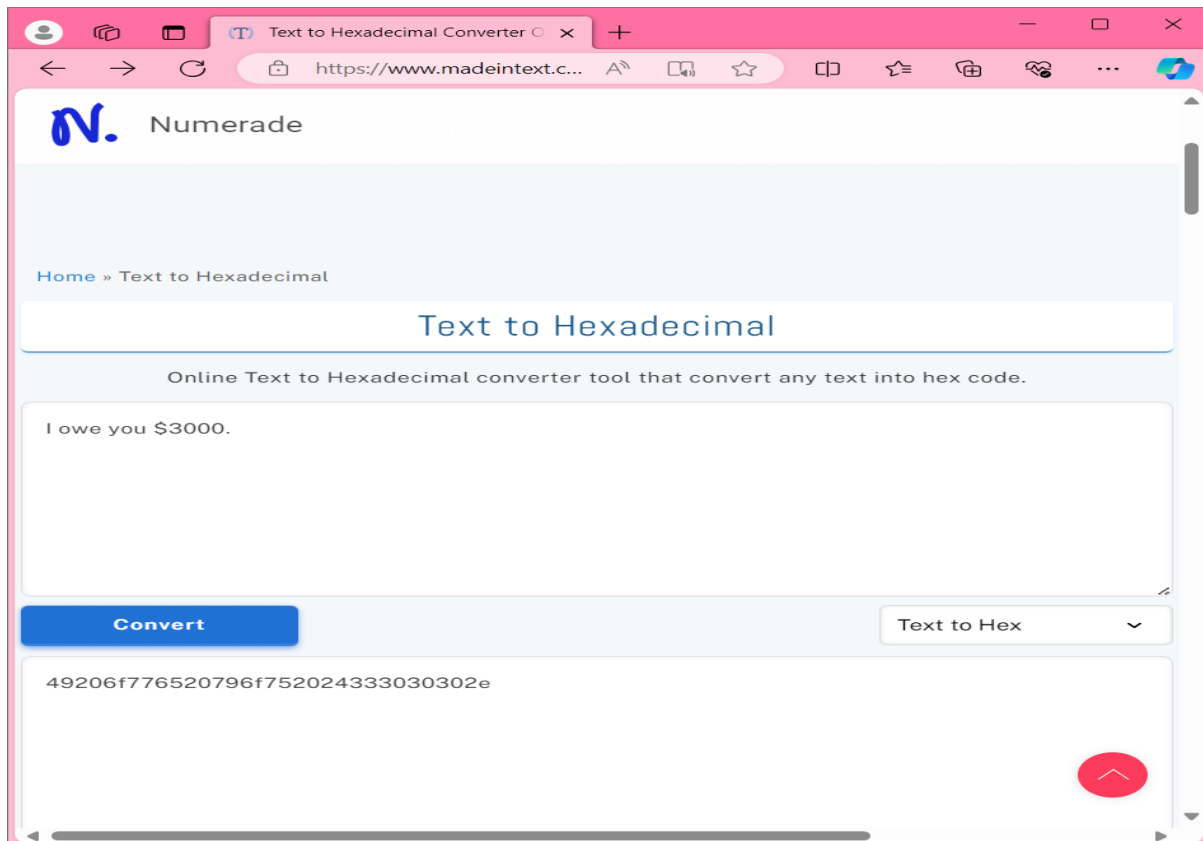 (T) Text to Hexadecimal Converter O
https://www.madeintext.c...
N. Numerade
Home » Text to Hexadecimal
Text to Hexadecimal
Online Text to Hexadecimal converter tool that convert any text into hex code.
I owe you $3000.
Convert
Text to Hex
49206f776520796f752024333030302e